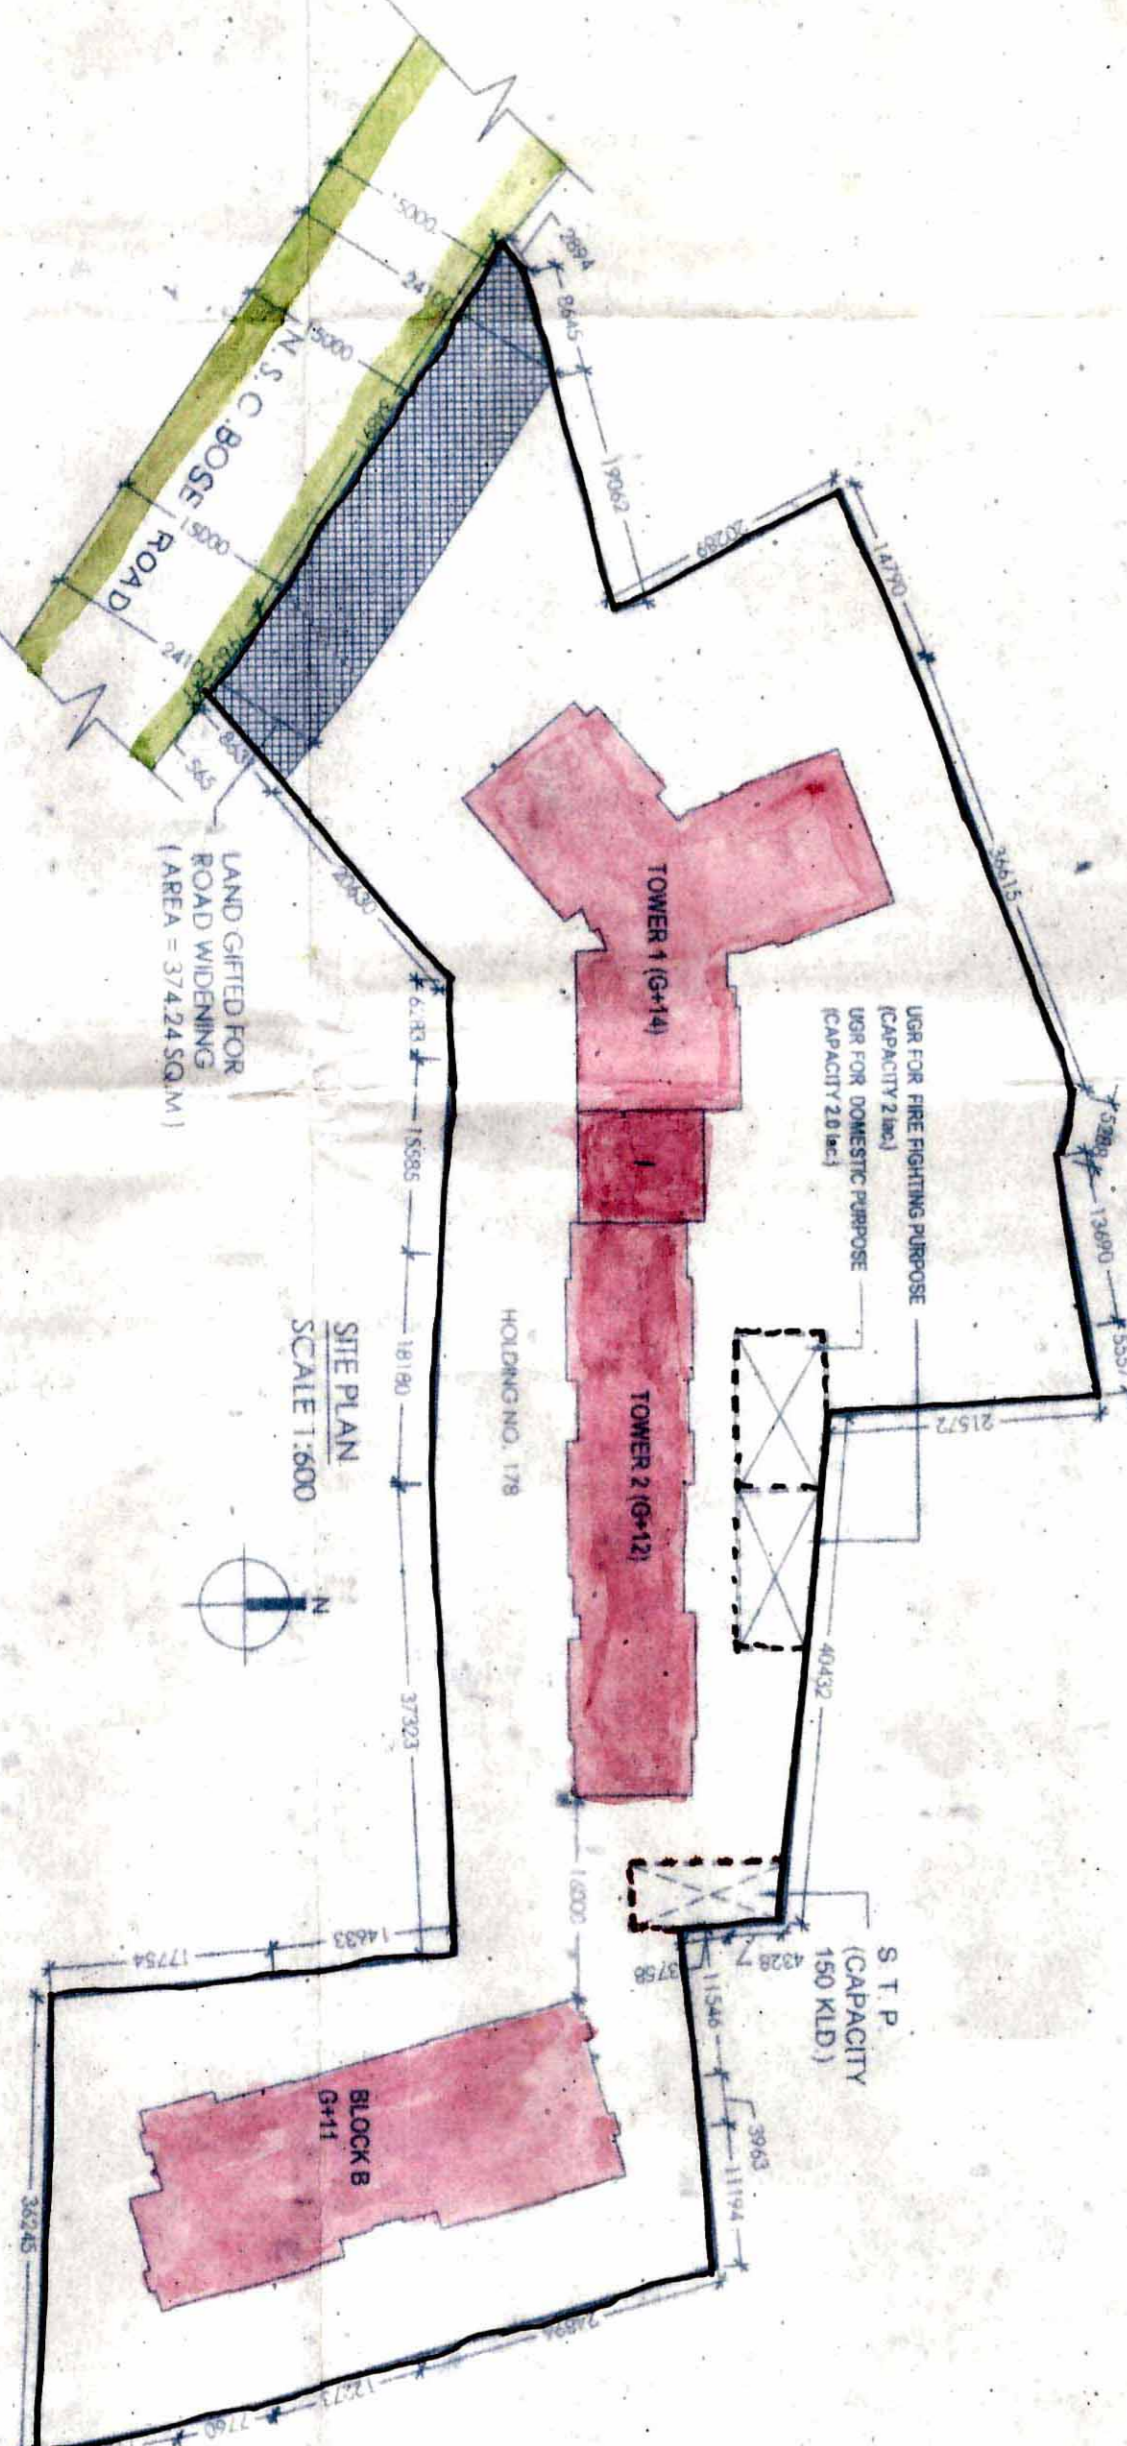 2894
8645
19062
20289
14790
36615
5288
13690
21572
40432
4328
3758
11546
3963
11194
24894
12273
7760
36245
17754
14633
37323
18180
15585
6283
20630
565
5000
15000
15000
N. S. C. BOSE ROAD
LAND GIFTED FOR
ROAD WIDENING
( AREA = 374.24 SQ.M )
TOWER 1 (G+14)
UGR FOR FIRE FIGHTING PURPOSE
(CAPACITY 2 lac.)
UGR FOR DOMESTIC PURPOSE
(CAPACITY 2.0 lac.)
TOWER 2 (G+12)
HOLDING NO. 178
SITE PLAN
SCALE 1:600
N
16000
S. T. P.
(CAPACITY
150 KLD.)
BLOCK B
G+11